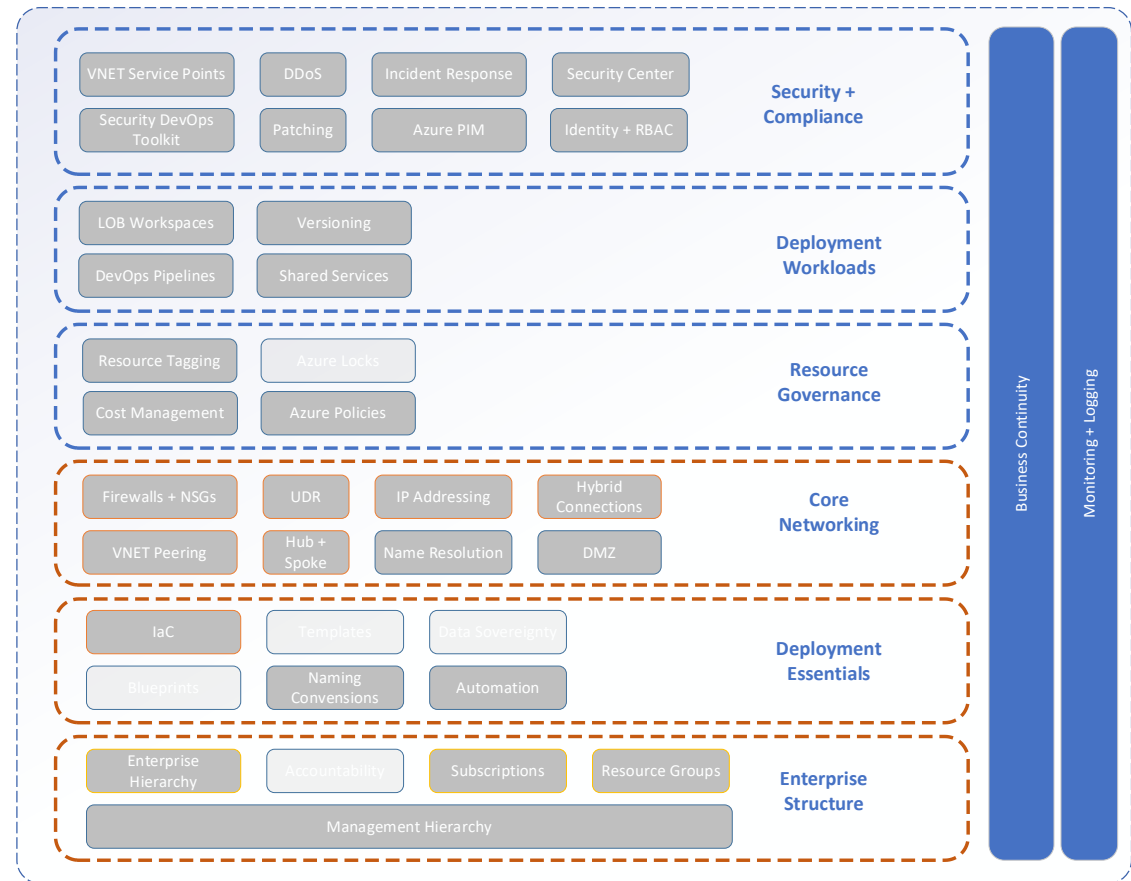 VNET Service Points
DDoS
Incident Response
Security Center
Security DevOps
Toolkit
Patching
Azure PIM
Identity + RBAC
Security +
Compliance
LOB Workspaces
Versioning
DevOps Pipelines
Shared Services
Deployment
Workloads
Resource Tagging
Azure Locks
Cost Management
Azure Policies
Resource
Governance
Firewalls + NSGs
UDR
IP Addressing
Hybrid
Connections
VNET Peering
Hub +
Spoke
Name Resolution
DMZ
Core
Networking
IaC
Templates
Data Sovereignty
Blueprints
Naming
Convensions
Automation
Deployment
Essentials
Enterprise
Hierarchy
Accountability
Subscriptions
Resource Groups
Management Hierarchy
Enterprise
Structure
Business Continuity
Monitoring + Logging